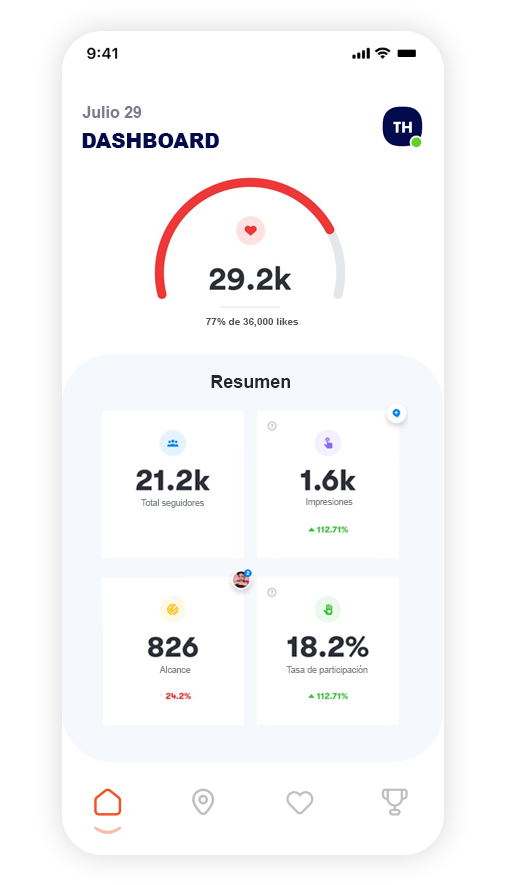 9:41
Julio 29
DASHBOARD
TH
29.2k
77% de 36,000 likes
Resumen
21.2k
Total seguidores
1.6k
Impresiones
112.71%
826
Alcance
24.2%
18.2%
Tasa de participación
112.71%